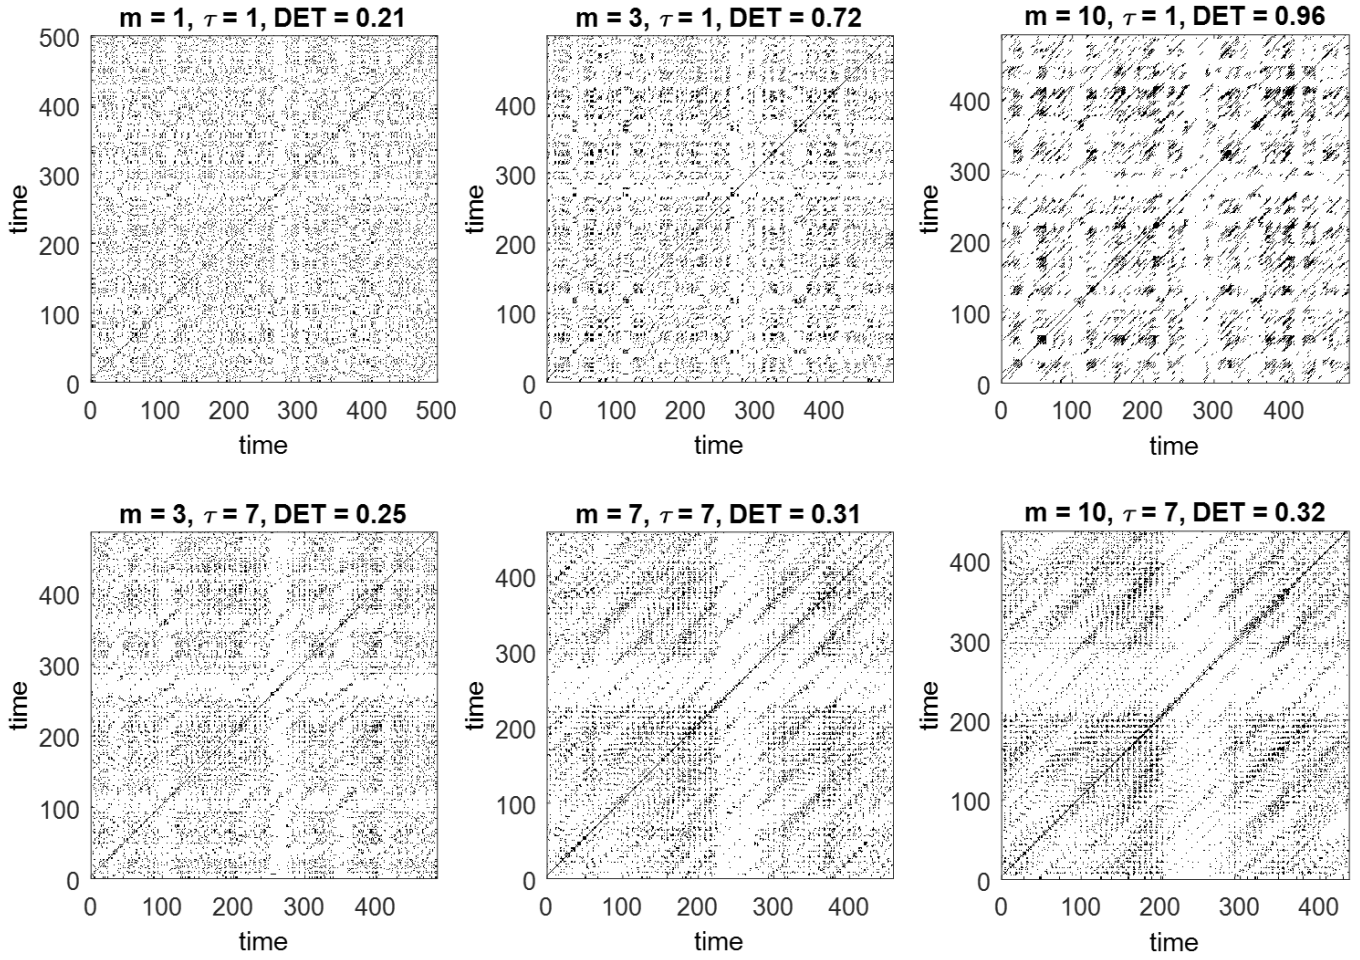 m = 1, τ = 1, DET = 0.21
500
400
300
200
100
0
time
0 100 200 300 400 500
time
m = 3, τ = 1, DET = 0.72
400
300
200
100
0
time
0 100 200 300 400
time
m = 10, τ = 1, DET = 0.96
400
300
200
100
0
time
0 100 200 300 400
time
m = 3, τ = 7, DET = 0.25
400
300
200
100
0
time
0 100 200 300 400
time
m = 7, τ = 7, DET = 0.31
400
300
200
100
0
time
0 100 200 300 400
time
m = 10, τ = 7, DET = 0.32
400
300
200
100
0
time
0 100 200 300 400
time